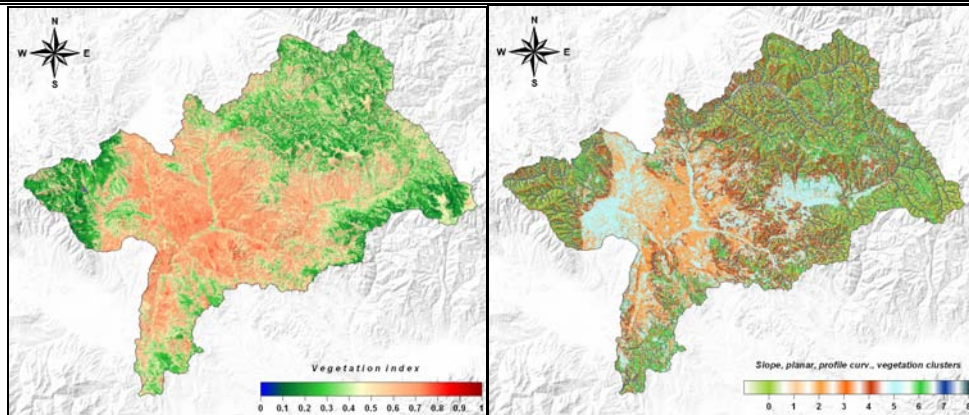 N
W E
S
Vegetation index
0 0.1 0.2 0.3 0.4 0.5 0.6 0.7 0.8 0.9 1
N
W E
S
Slope, planar, profile curv., vegetation clusters
0 1 2 3 4 5 6 7